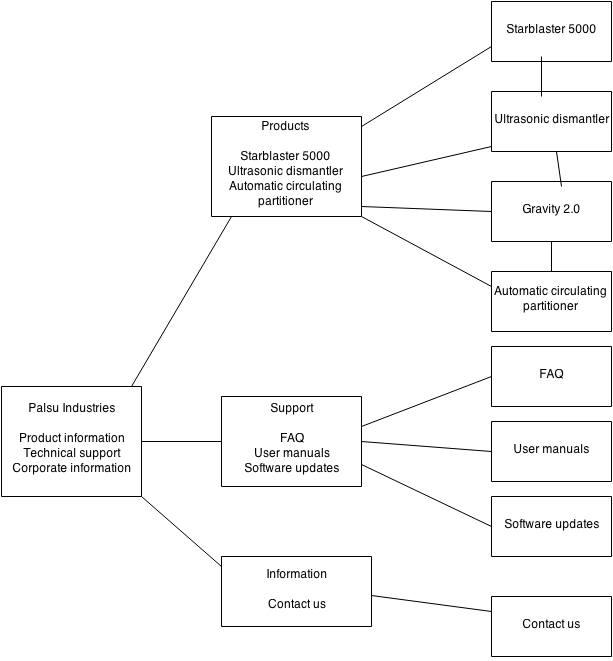 Palsu Industries
Product information
Technical support
Corporate information
Products
Starblaster 5000
Ultrasonic dismantler
Automatic circulating
partitioner
Support
FAQ
User manuals
Software updates
Information
Contact us
Starblaster 5000
Ultrasonic dismantler
Gravity 2.0
Automatic circulating
partitioner
FAQ
User manuals
Software updates
Contact us